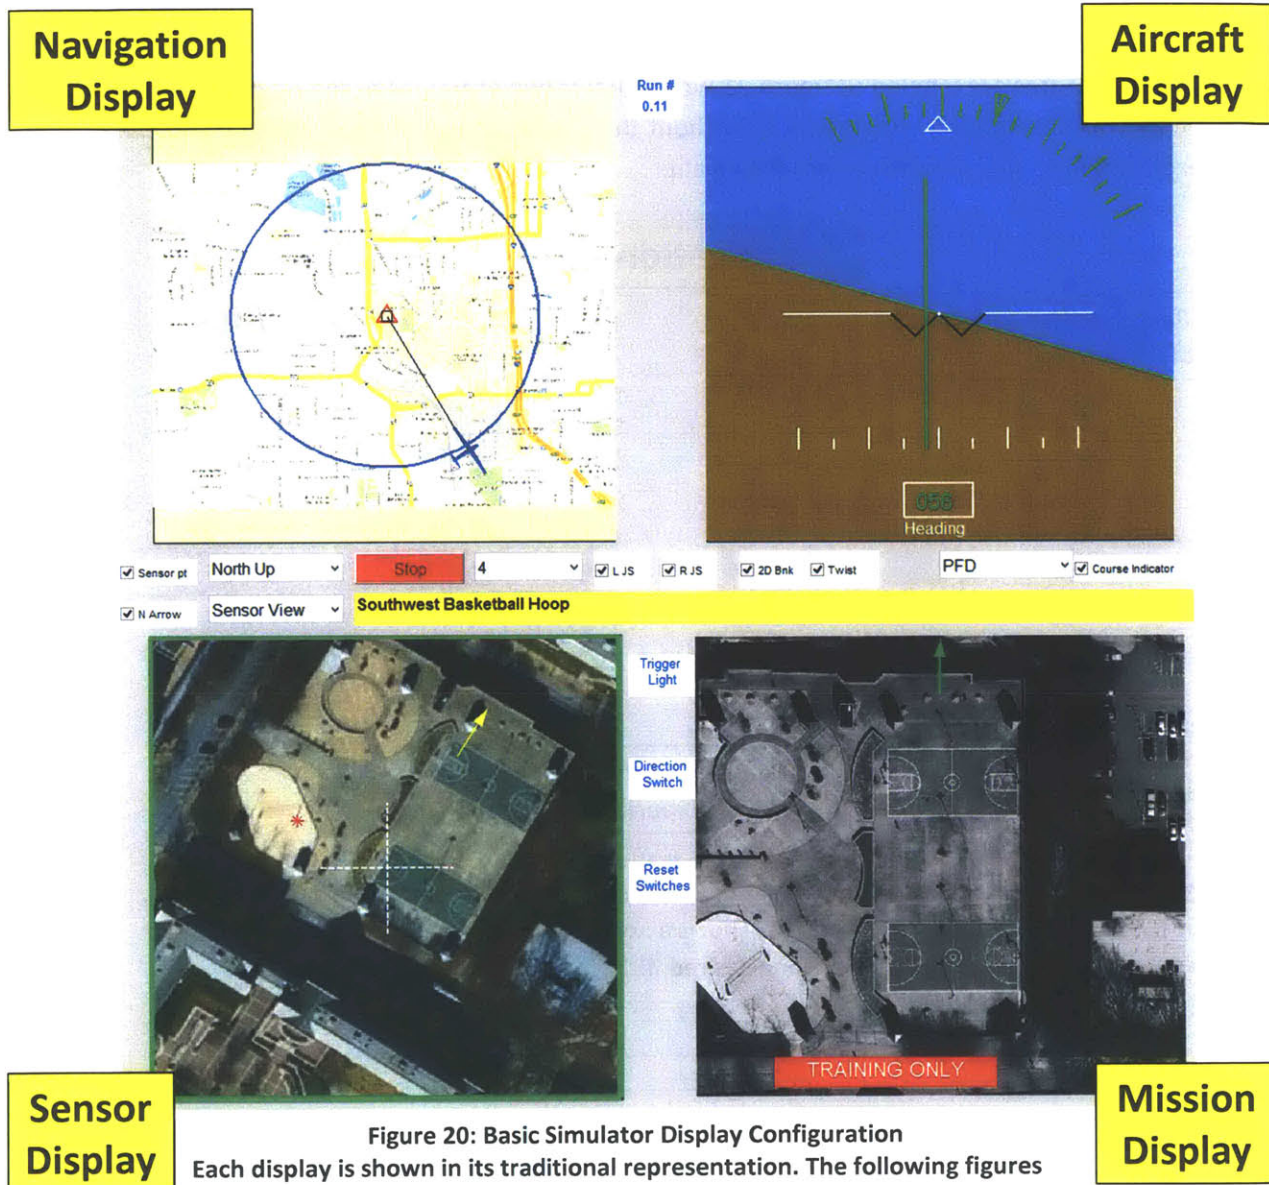 Navigation
Display
Aircraft
Display
Run #
0.11
Heading
Sensor pt
North Up
Stop
4
L JS
R JS
2D Bnk
Twist
PFD
Course Indicator
N Arrow
Sensor View
Southwest Basketball Hoop
Trigger
Light
Direction
Switch
Reset
Switches
TRAINING ONLY
Sensor
Display
Mission
Display
Figure 20: Basic Simulator Display Configuration
Each display is shown in its traditional representation. The following figures